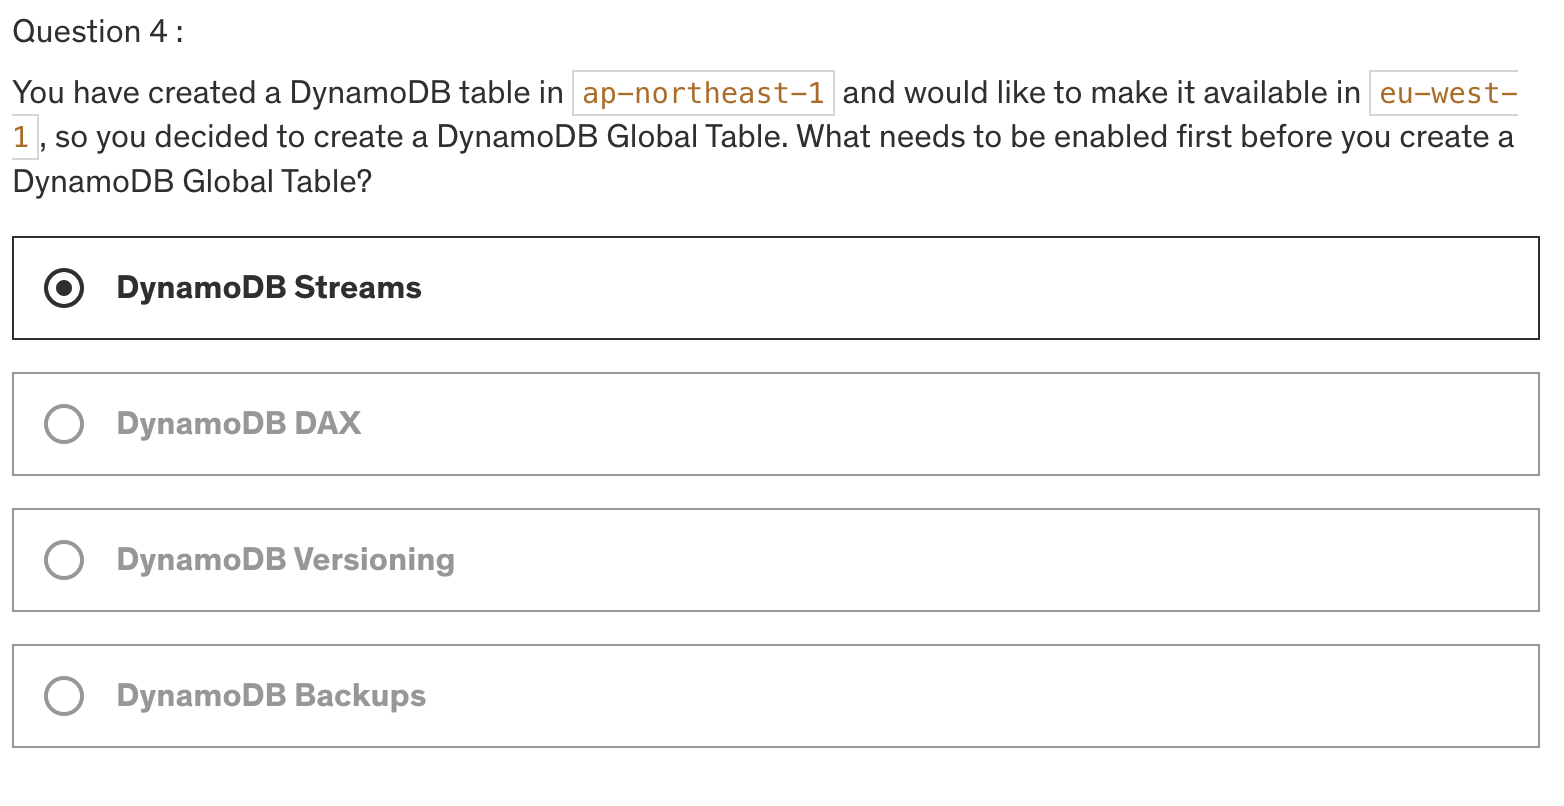 Question 4 :
You have created a DynamoDB table in ap-northeast-1 and would like to make it available in eu-west-
1, so you decided to create a DynamoDB Global Table. What needs to be enabled first before you create a
DynamoDB Global Table?
DynamoDB Streams
DynamoDB DAX
DynamoDB Versioning
DynamoDB Backups